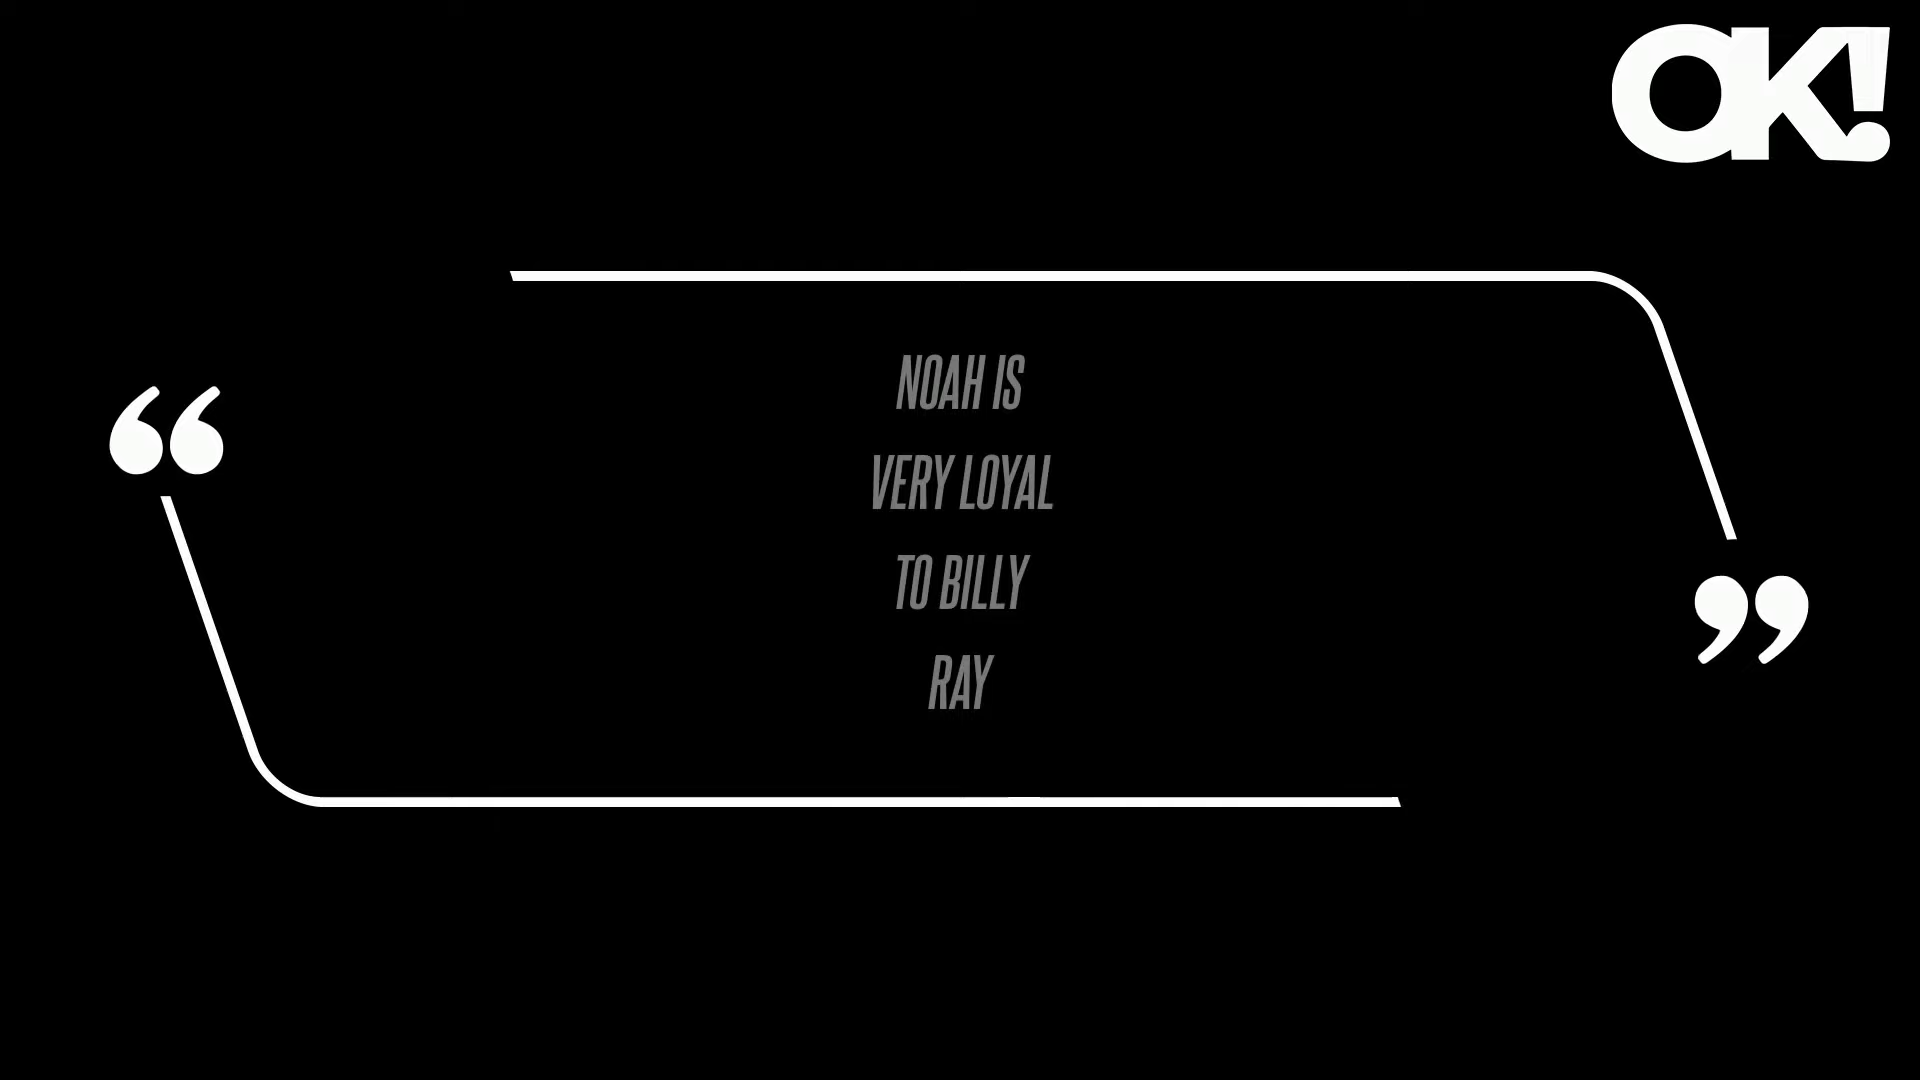 OK!
“
NOAH IS
VERY LOYAL
TO BILLY
RAY
”